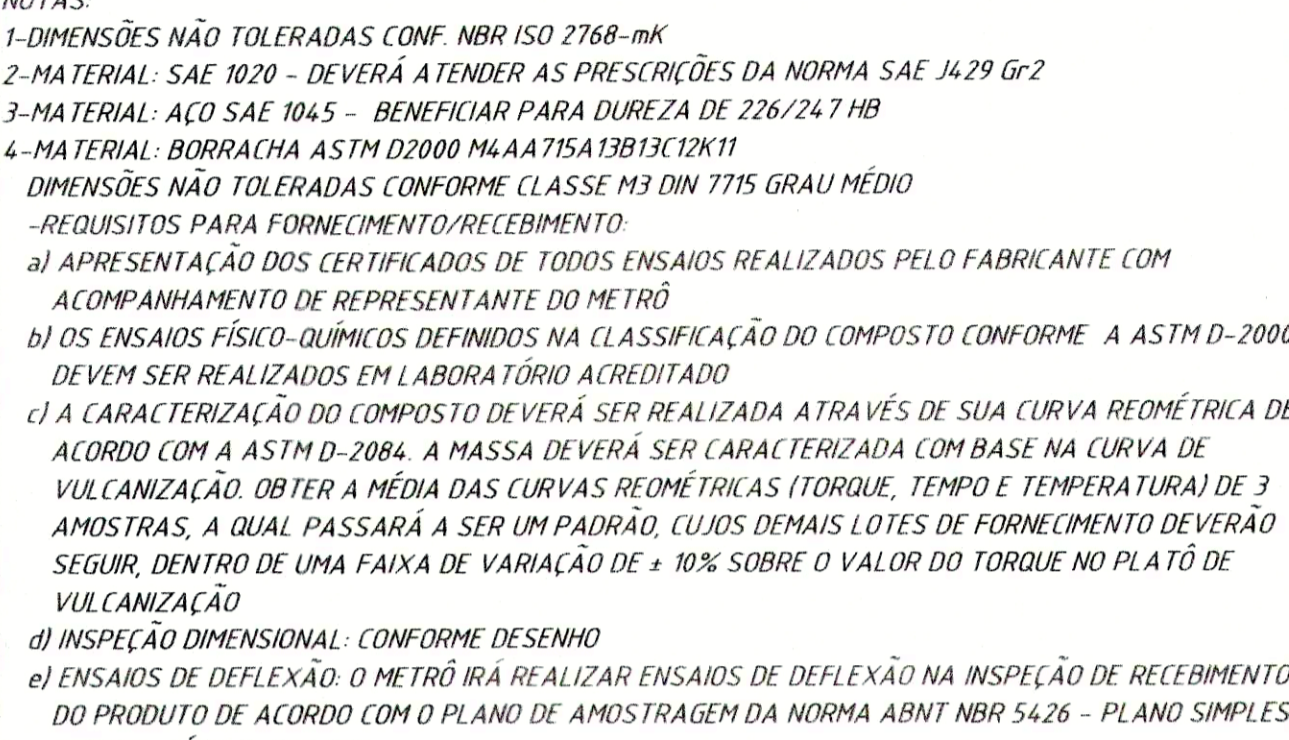 NOTAS:
1-DIMENSÕES NÃO TOLERADAS CONF. NBR ISO 2768-mK
2-MATERIAL: SAE 1020 - DEVERÁ ATENDER AS PRESCRIÇÕES DA NORMA SAE J429 Gr2
3-MATERIAL: AÇO SAE 1045 - BENEFICIAR PARA DUREZA DE 226/247 HB
4-MATERIAL: BORRACHA ASTM D2000 M4AA715A13B13C12K11
DIMENSÕES NÃO TOLERADAS CONFORME CLASSE M3 DIN 7715 GRAU MÉDIO
-REQUISITOS PARA FORNECIMENTO/RECEBIMENTO:
a) APRESENTAÇÃO DOS CERTIFICADOS DE TODOS ENSAIOS REALIZADOS PELO FABRICANTE COM
ACOMPANHAMENTO DE REPRESENTANTE DO METRÔ
b) OS ENSAIOS FÍSICO-QUÍMICOS DEFINIDOS NA CLASSIFICAÇÃO DO COMPOSTO CONFORME A ASTM D-2000
DEVEM SER REALIZADOS EM LABORATÓRIO ACREDITADO
c) A CARACTERIZAÇÃO DO COMPOSTO DEVERÁ SER REALIZADA ATRAVÉS DE SUA CURVA REOMÉTRICA DE
ACORDO COM A ASTM D-2084. A MASSA DEVERÁ SER CARACTERIZADA COM BASE NA CURVA DE
VULCANIZAÇÃO. OBTER A MÉDIA DAS CURVAS REOMÉTRICAS (TORQUE, TEMPO E TEMPERATURA) DE 3
AMOSTRAS, A QUAL PASSARÁ A SER UM PADRÃO, CUJOS DEMAIS LOTES DE FORNECIMENTO DEVERÃO
SEGUIR, DENTRO DE UMA FAIXA DE VARIAÇÃO DE ± 10% SOBRE O VALOR DO TORQUE NO PLATÔ DE
VULCANIZAÇÃO
d) INSPEÇÃO DIMENSIONAL: CONFORME DESENHO
e) ENSAIOS DE DEFLEXÃO: O METRÔ IRÁ REALIZAR ENSAIOS DE DEFLEXÃO NA INSPEÇÃO DE RECEBIMENTO
DO PRODUTO DE ACORDO COM O PLANO DE AMOSTRAGEM DA NORMA ABNT NBR 5426 - PLANO SIMPLES